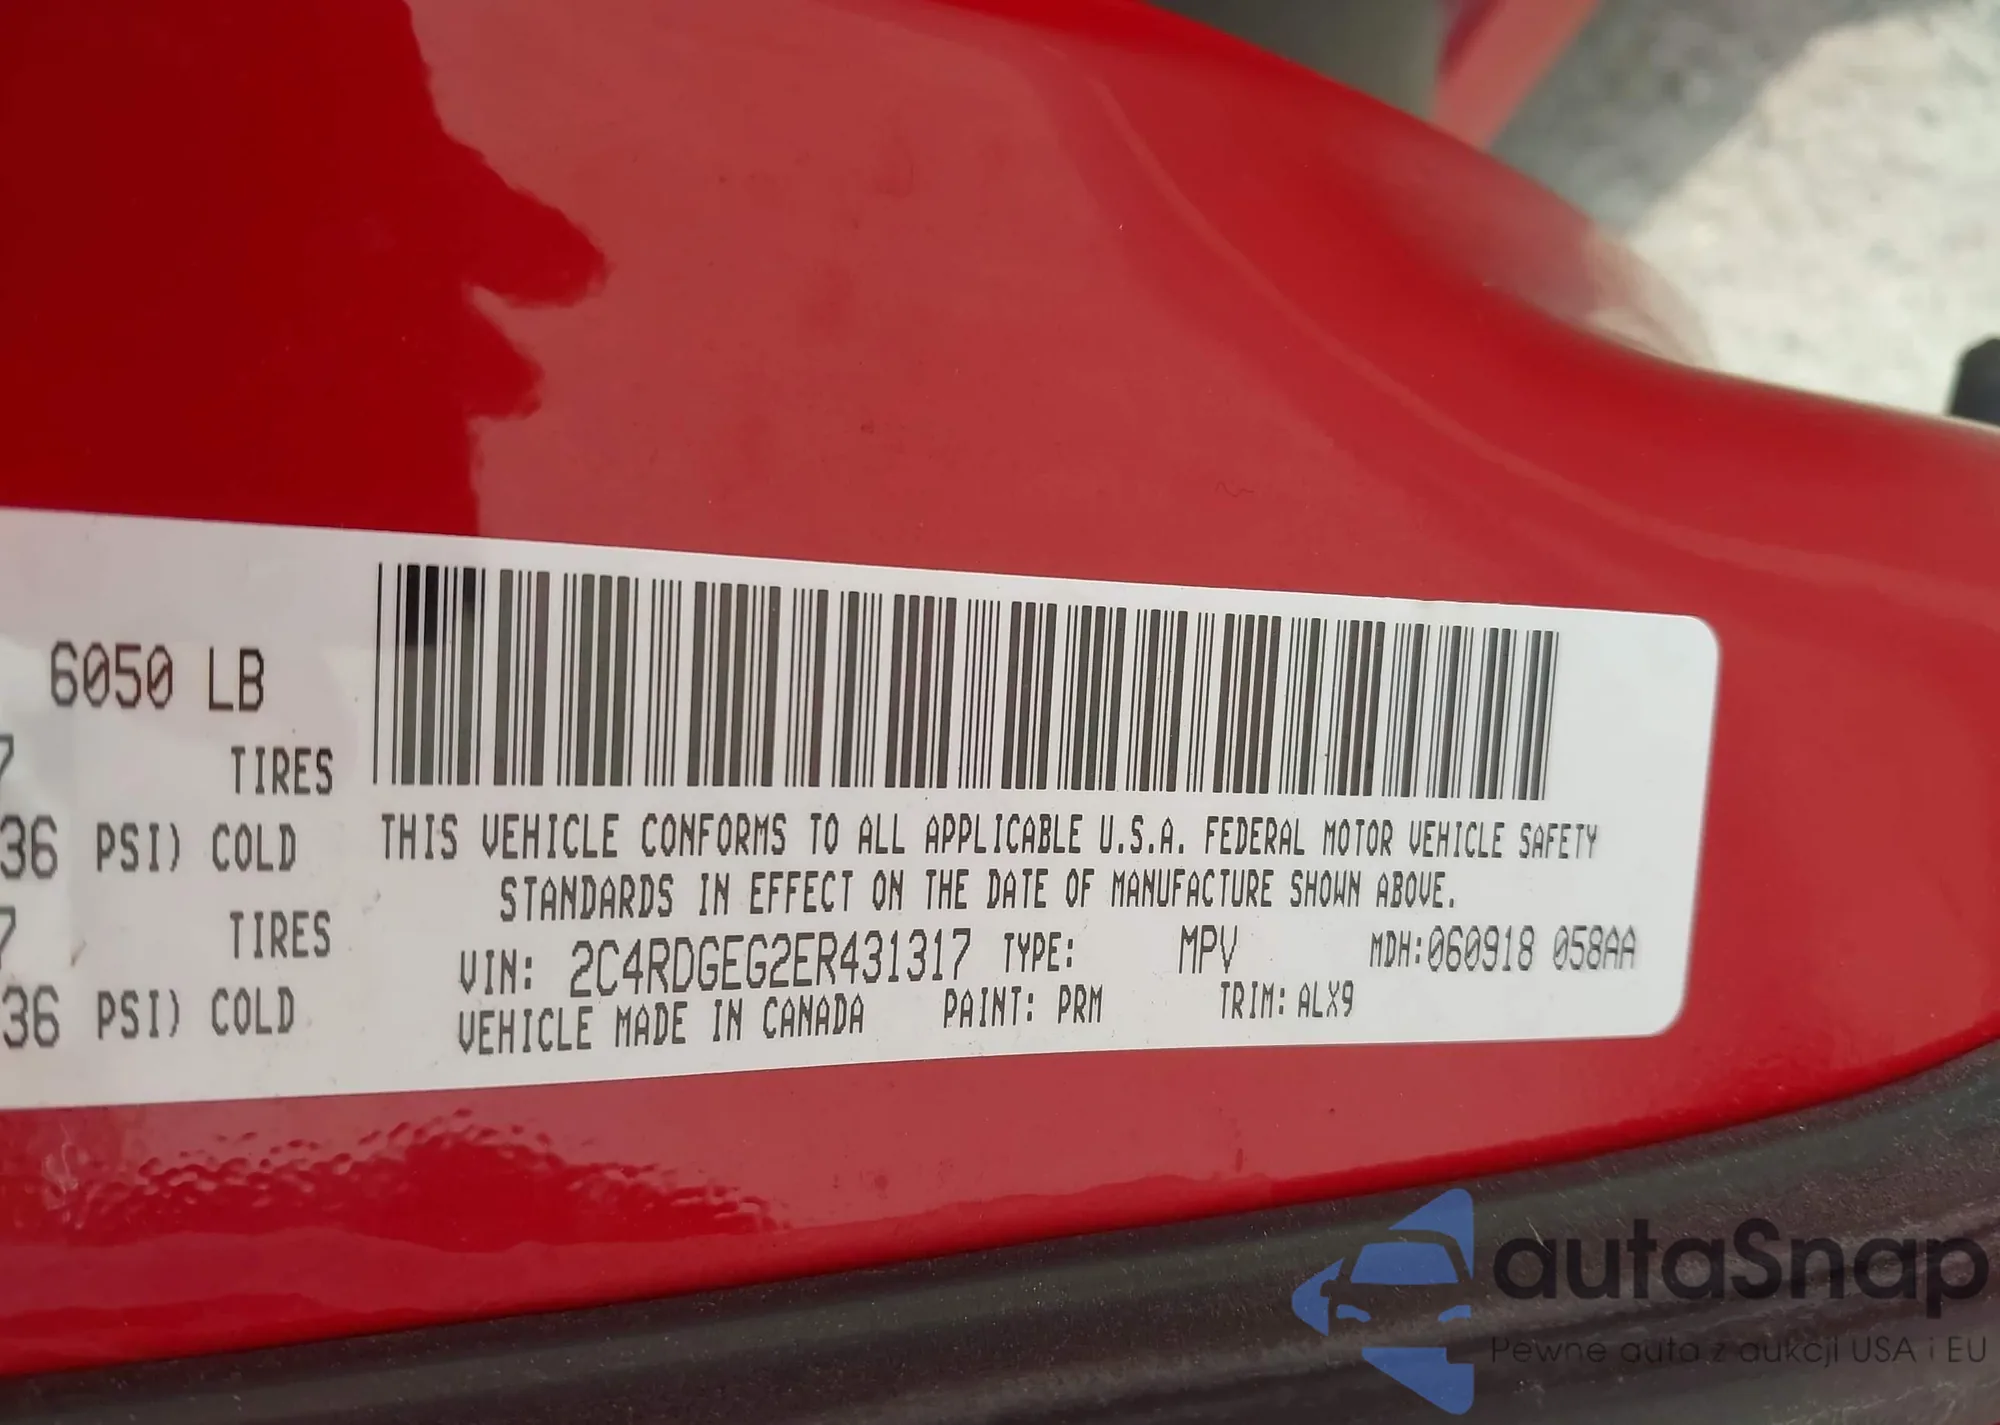 6050 LB
7 TIRES
36 PSI) COLD
7 TIRES
36 PSI) COLD
THIS VEHICLE CONFORMS TO ALL APPLICABLE U.S.A. FEDERAL MOTOR VEHICLE SAFETY
STANDARDS IN EFFECT ON THE DATE OF MANUFACTURE SHOWN ABOVE.
VIN: 2C4RDGEG2ER431317 TYPE: MPV MDH:060918 058AA
VEHICLE MADE IN CANADA PAINT: PRM TRIM: ALX9
autaSnap
Pewne auta z aukcji USA i EU